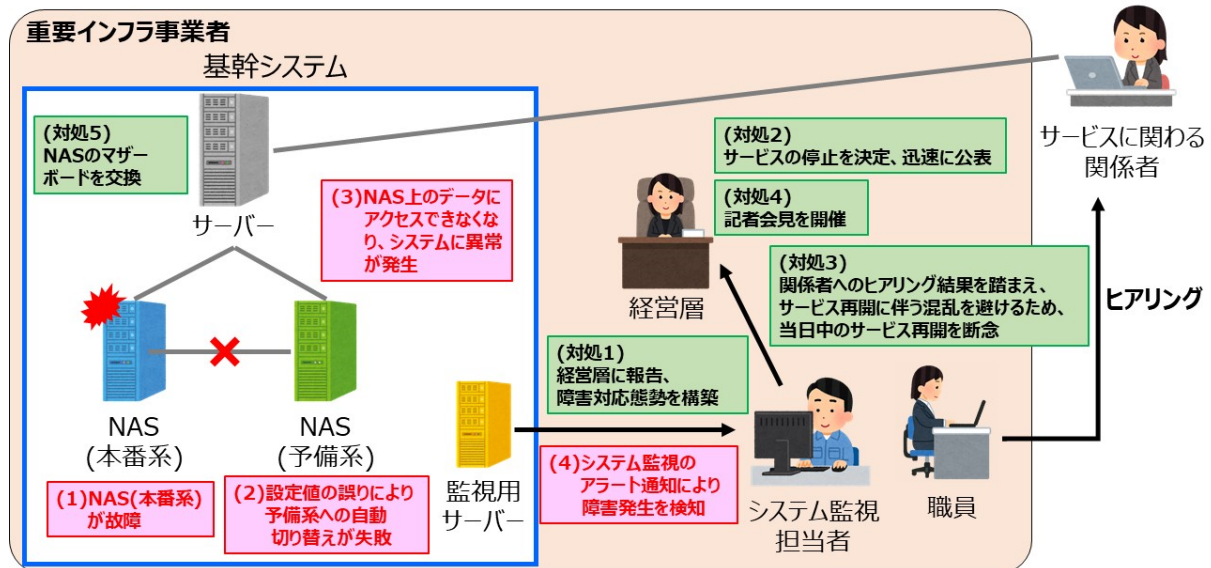 重要インフラ事業者
基幹システム
(対処5)
NASのマザー
ボードを交換
サーバー
(3)NAS上のデータに
アクセスできなくな
り、システムに異常
が発生
NAS
(本番系)
NAS
(予備系)
(1)NAS(本番系)
が故障
(2)設定値の誤りにより
予備系への自動
切り替えが失敗
監視用
サーバー
(対処2)
サービスの停止を決定、迅速に公表
(対処4)
記者会見を開催
経営層
(対処3)
関係者へのヒアリング結果を踏まえ、
サービス再開に伴う混乱を避けるため、
当日中のサービス再開を断念
(対処1)
経営層に報告、
障害対応態勢を構築
(4)システム監視の
アラート通知により
障害発生を検知
システム監視
担当者
職員
サービスに関わる
関係者
ヒアリング